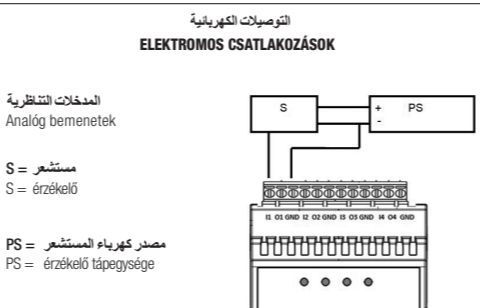 التوصيلات الكهربائية
ELEKTROMOS CSATLAKOZÁSOK
المدخلات التناظرية
Analóg bemenetek
S = مستشعر
S = érzékelő
PS = مصدر كهرباء المستشعر
PS = érzékelő tápegysége
S
+ PS
-
I1 O1 GND I2 O2 GND I3 O3 GND I4 O4 GND